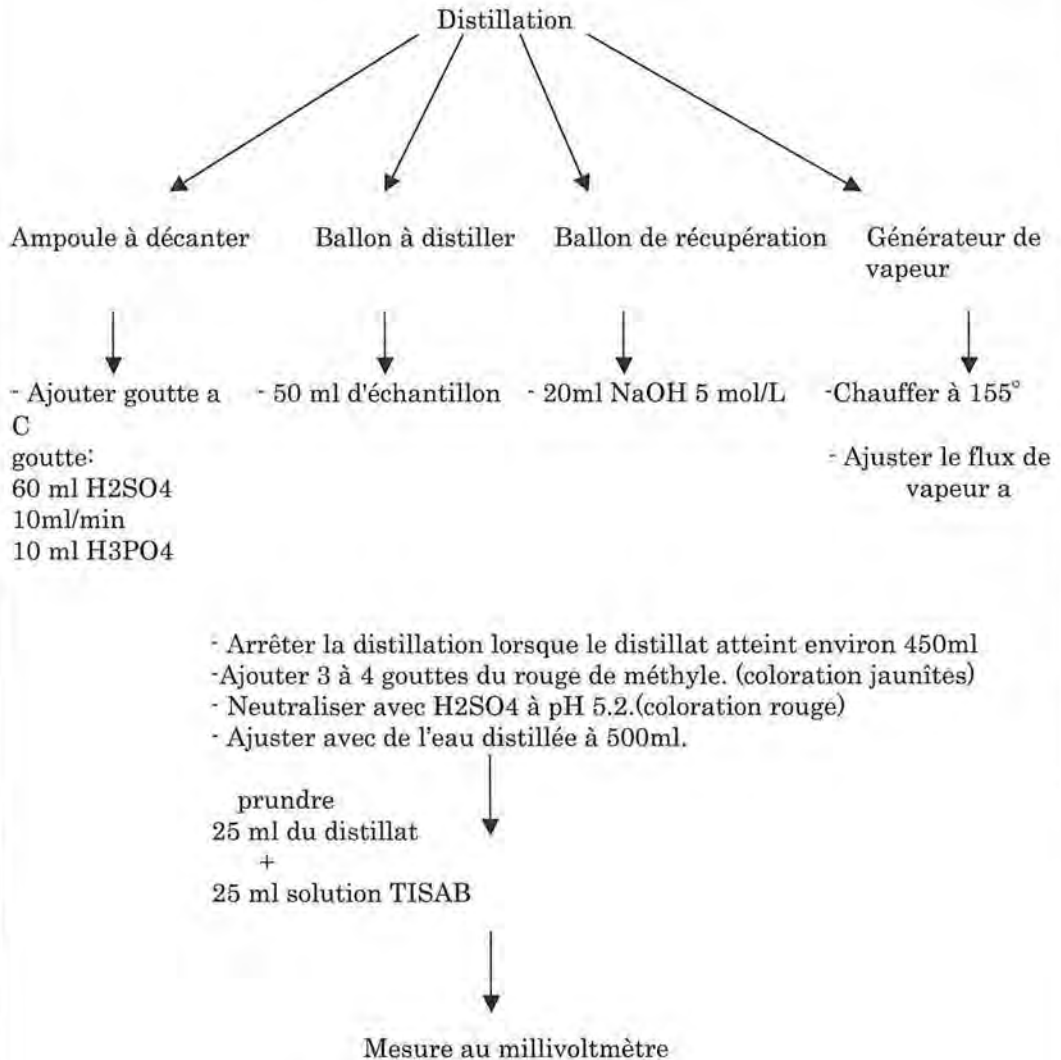 Distillation
Ampoule à décanter
Ballon à distiller
Ballon de récupération
Générateur de
vapeur
- Ajouter goutte a
C
goutte:
60 ml H2SO4
10ml/min
10 ml H3PO4
- 50 ml d'échantillon
- 20ml NaOH 5 mol/L
-Chauffer à 155°
- Ajuster le flux de
vapeur a
- Arrêter la distillation lorsque le distillat atteint environ 450ml
-Ajouter 3 à 4 gouttes du rouge de méthyle. (coloration jaunîtes)
- Neutraliser avec H2SO4 à pH 5.2.(coloration rouge)
- Ajuster avec de l'eau distillée à 500ml.
prundre
25 ml du distillat
+
25 ml solution TISAB
Mesure au millivoltmètre